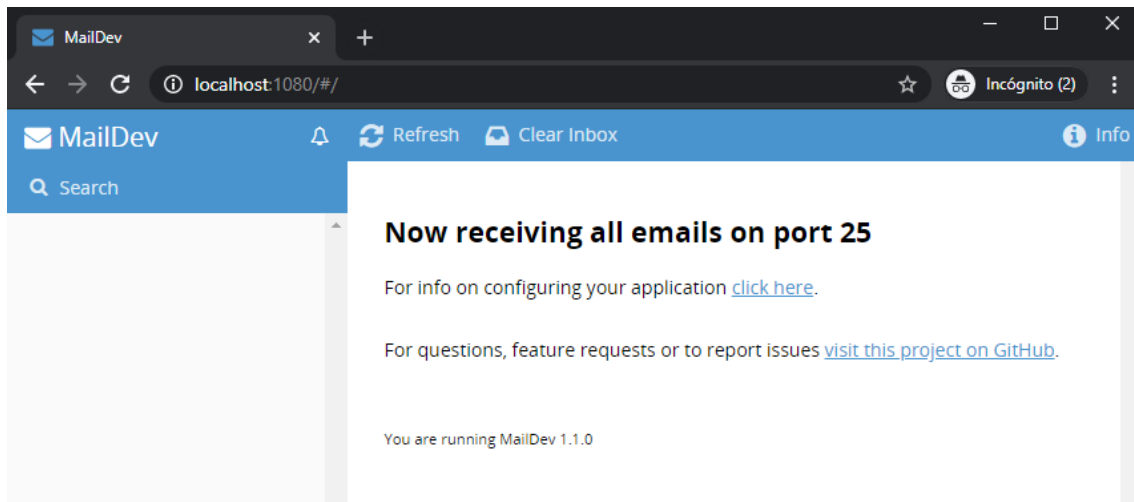 MailDev
localhost:1080/#/
Incógnito (2)
MailDev
Refresh
Clear Inbox
Info
Search
Now receiving all emails on port 25
For info on configuring your application click here.
For questions, feature requests or to report issues visit this project on GitHub.
You are running MailDev 1.1.0